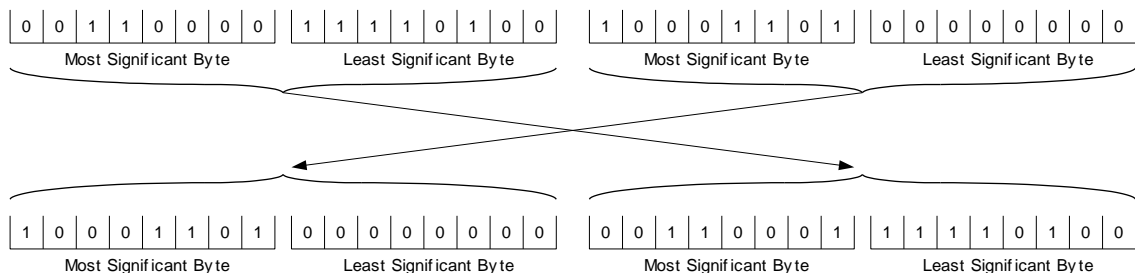 0 0 1 1 0 0 0 0 1 1 1 1 0 1 0 0 1 0 0 0 1 1 0 1 0 0 0 0 0 0 0 0
Most Significant Byte Least Significant Byte Most Significant Byte Least Significant Byte
1 0 0 0 1 1 0 1 0 0 0 0 0 0 0 0 0 0 1 1 0 0 0 1 1 1 1 1 0 1 0 0
Most Significant Byte Least Significant Byte Most Significant Byte Least Significant Byte